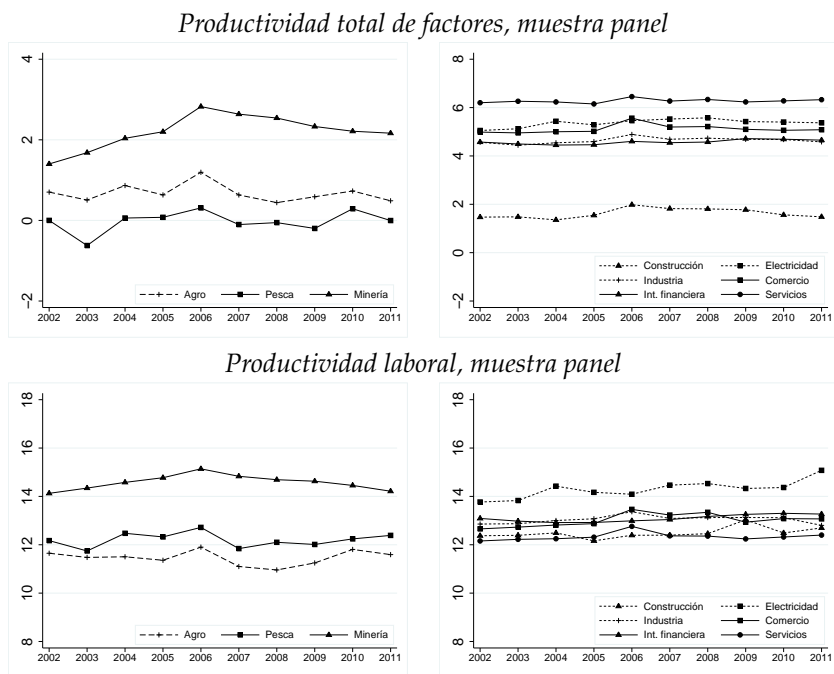 Productividad total de factores, muestra panel
4
2
0
−2
2002 2003 2004 2005 2006 2007 2008 2009 2010 2011
Agro Pesca Minería
8
6
4
2
0
−2
2002 2003 2004 2005 2006 2007 2008 2009 2010 2011
Construcción Electricidad
Industria Comercio
Int. financiera Servicios
Productividad laboral, muestra panel
18
16
14
12
10
8
2002 2003 2004 2005 2006 2007 2008 2009 2010 2011
Agro Pesca Minería
18
16
14
12
10
8
2002 2003 2004 2005 2006 2007 2008 2009 2010 2011
Construcción Electricidad
Industria Comercio
Int. financiera Servicios